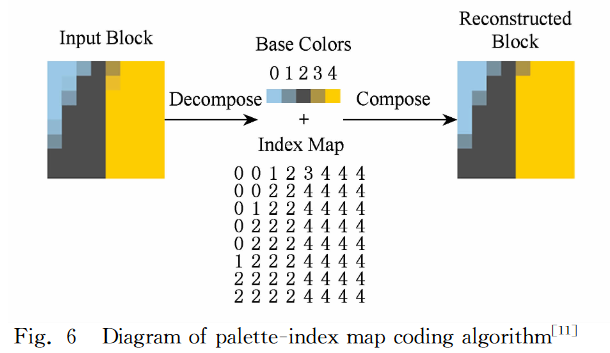 Input Block
Base Colors
Reconstructed
Block
0 1 2 3 4
Decompose
Compose
+
Index Map
0 0 1 2 3 4 4 4
0 0 2 2 4 4 4 4
0 1 2 2 4 4 4 4
0 2 2 2 4 4 4 4
0 2 2 2 4 4 4 4
1 2 2 2 4 4 4 4
2 2 2 2 4 4 4 4
2 2 2 2 4 4 4 4
Fig. 6 Diagram of palette-index map coding algorithm[11]